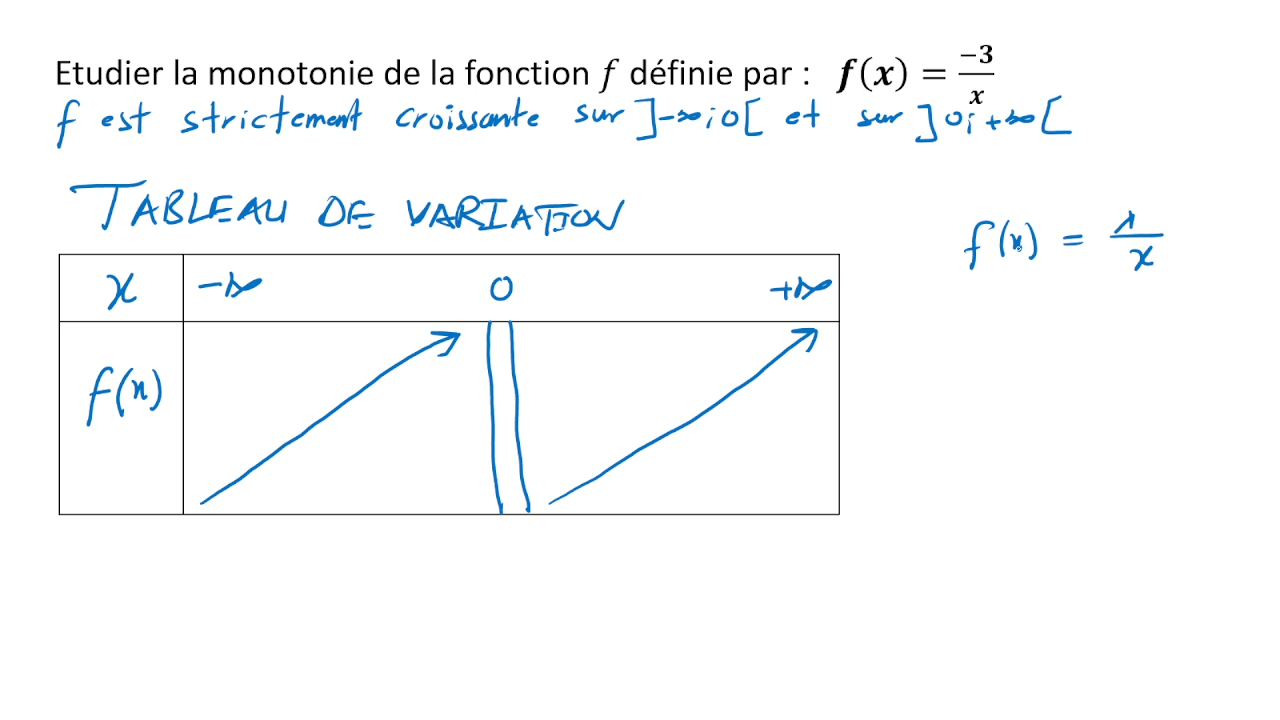 Etudier la monotonie de la fonction f définie par : f(x) = -3/x
f est strictement croissante sur ]-∞;0[ et sur ]0;+∞[
TABLEAU DE VARIATION
f(x) = 1/x
x -∞ 0 +∞
f(x)